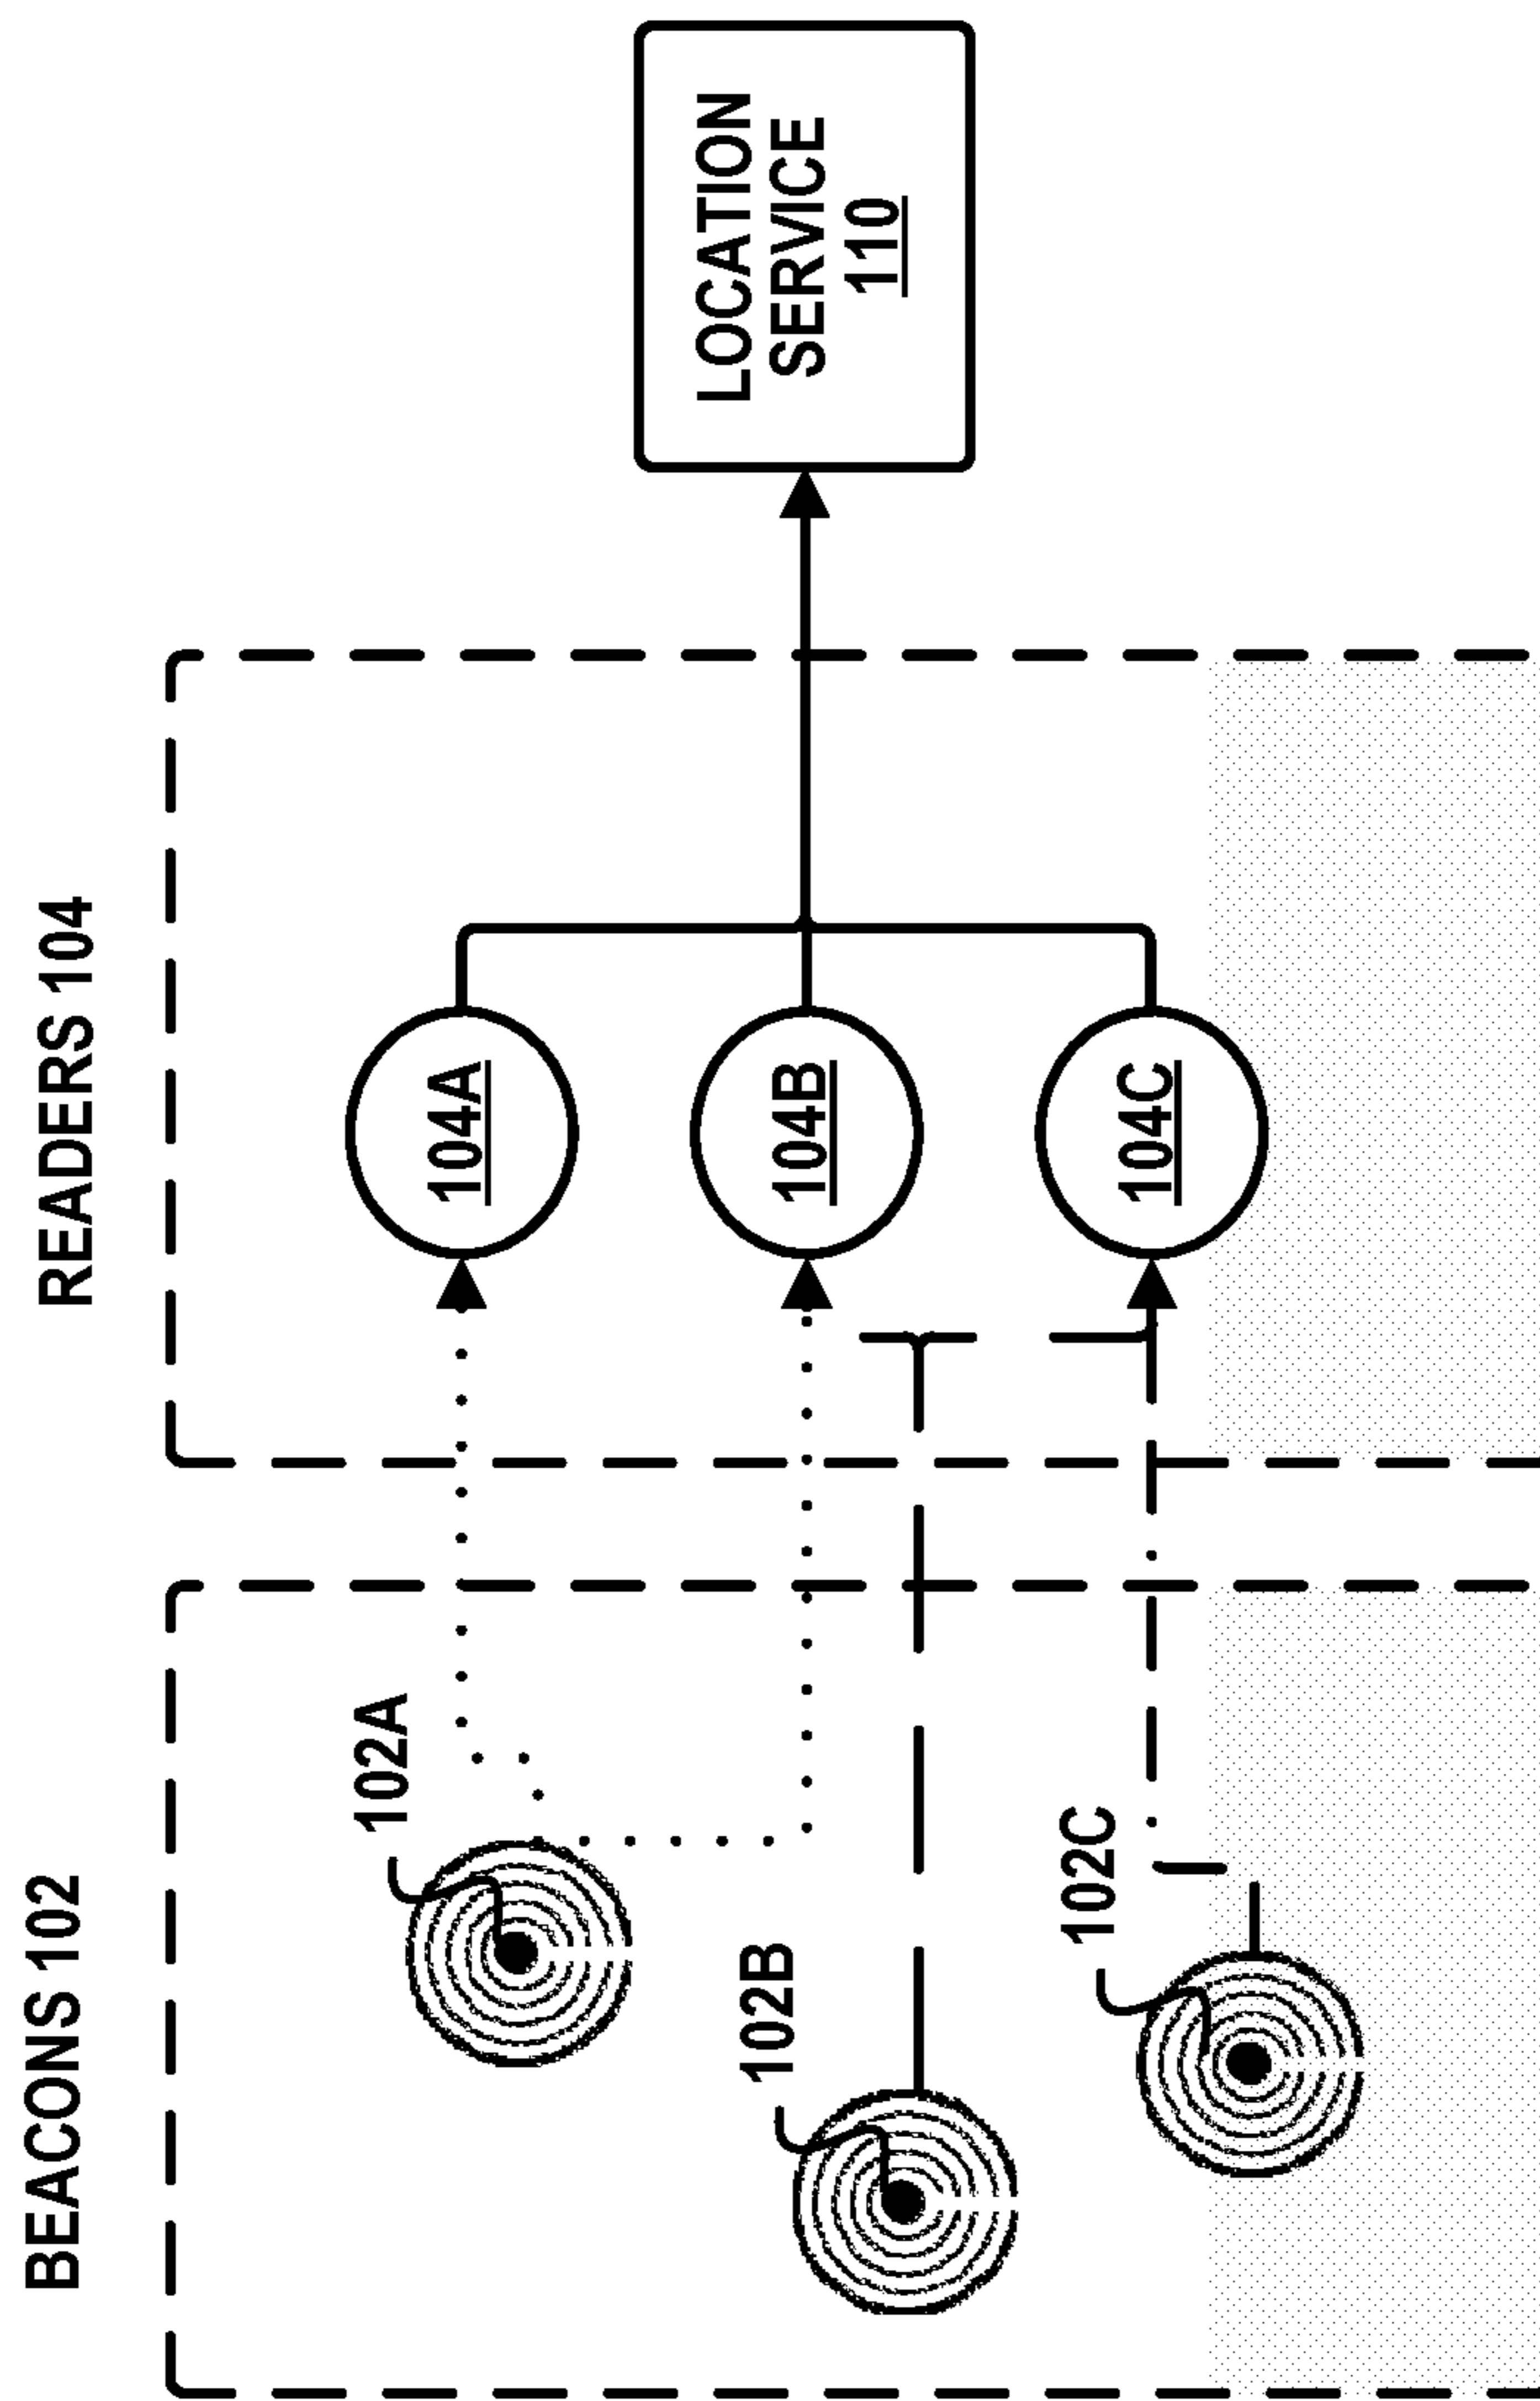 BEACONS 102
READERS 104
102A
102B
102C
104A
104B
104C
LOCATION
SERVICE
110